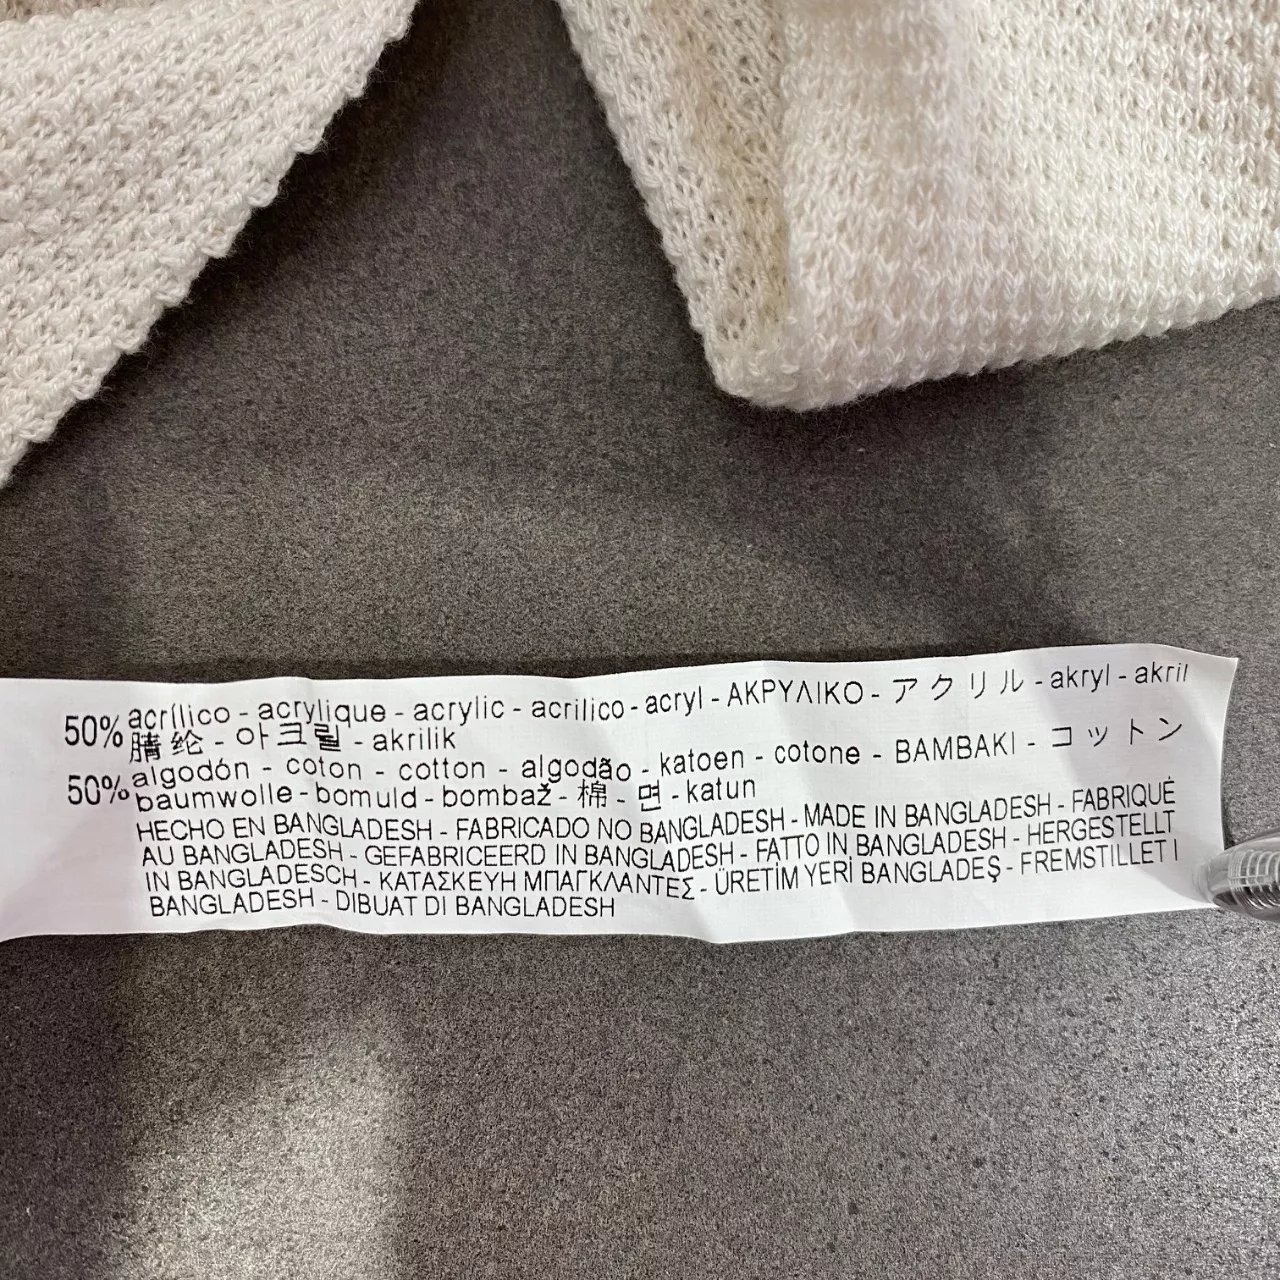 50% acrílico - acrylique - acrylic - acrilico - acryl - ΑΚΡΥΛΙΚΟ - アクリル - akryl - akril
腈纶 - 아크릴 - akrilik
50% algodón - coton - cotton - algodão - katoen - cotone - BAMBAKI - コットン
baumwolle - bomuld - bombaž - 棉 - 면 - katun
HECHO EN BANGLADESH - FABRICADO NO BANGLADESH - MADE IN BANGLADESH - FABRIQUÉ
AU BANGLADESH - GEFABRICEERD IN BANGLADESH - FATTO IN BANGLADESH - HERGESTELLT
IN BANGLADESCH - ΚΑΤΑΣΚΕΥΗ ΜΠΑΓΚΛΑΝΤΕΣ - ÜRETİM YERİ BANGLADEŞ - FREMSTILLET I
BANGLADESH - DIBUAT DI BANGLADESH